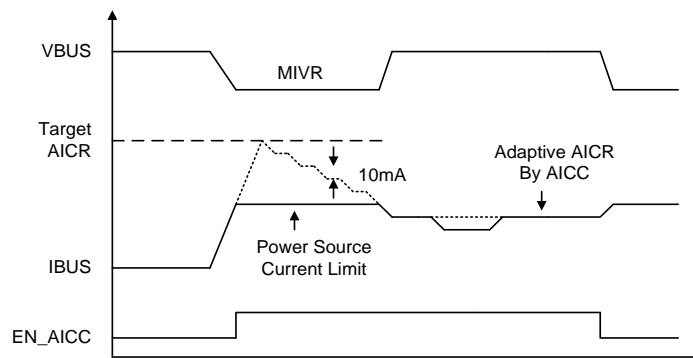 VBUS
MIVR
Target
AICR
10mA
Adaptive AICR
By AICC
Power Source
Current Limit
IBUS
EN_AICC